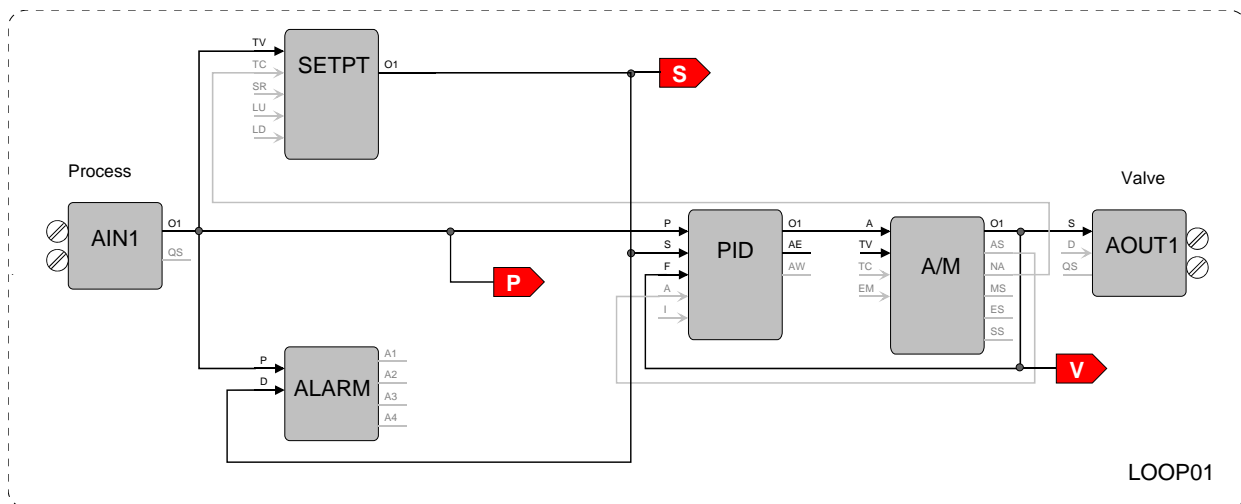 TV
TC
SR
LU
LD
SETPT
O1
S
Process
AIN1
O1
QS
P
P
S
F
A
I
PID
O1
AE
AW
A
TV
TC
EM
A/M
O1
AS
NA
MS
ES
SS
Valve
S
D
QS
AOUT1
P
D
ALARM
A1
A2
A3
A4
V
LOOP01